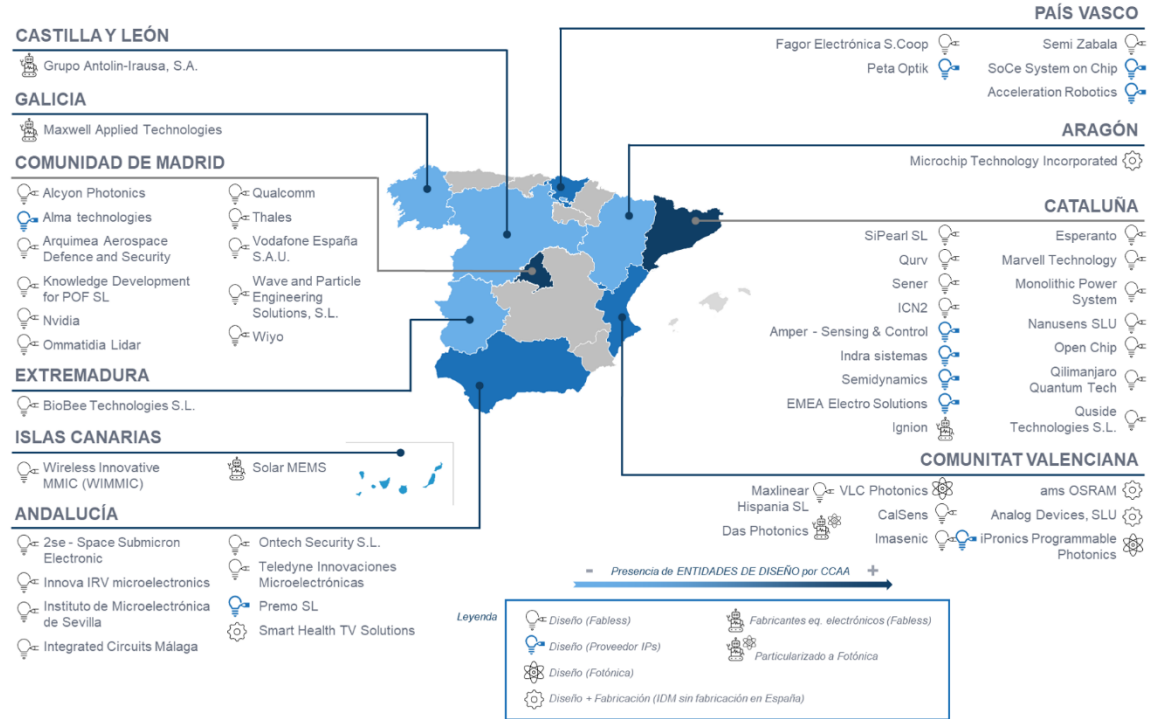 CASTILLA Y LEÓN
Grupo Antolin-Irausa, S.A.
GALICIA
Maxwell Applied Technologies
COMUNIDAD DE MADRID
Alcyon Photonics
Alma technologies
Arquimea Aerospace
Defence and Security
Knowledge Development
for POF SL
Nvidia
Ommatidia Lidar
Qualcomm
Thales
Vodafone España
S.A.U.
Wave and Particle
Engineering
Solutions, S.L.
Wiyo
EXTREMADURA
BioBee Technologies S.L.
ISLAS CANARIAS
Wireless Innovative
MMIC (WIMMIC)
Solar MEMS
ANDALUCÍA
2se - Space Submicron
Electronic
Innova IRV microelectronics
Instituto de Microelectrónica
de Sevilla
Integrated Circuits Málaga
Ontech Security S.L.
Teledyne Innovaciones
Microelectrónicas
Premo SL
Smart Health TV Solutions
PAÍS VASCO
Fagor Electrónica S.Coop
Peta Optik
Semi Zabala
SoCe System on Chip
Acceleration Robotics
ARAGÓN
Microchip Technology Incorporated
CATALUÑA
SiPearl SL
Qurv
Sener
ICN2
Amper - Sensing & Control
Indra sistemas
Semidynamics
EMEA Electro Solutions
Ignion
Esperanto
Marvell Technology
Monolithic Power
System
Nanusens SLU
Open Chip
Qilimanjaro
Quantum Tech
Quside
Technologies S.L.
COMUNITAT VALENCIANA
Maxlinear
Hispania SL
Das Photonics
VLC Photonics
CalSens
Imasenic
ams OSRAM
Analog Devices, SLU
iPronics Programmable
Photonics
- Presencia de ENTIDADES DE DISEÑO por CCAA +
Leyenda
Diseño (Fabless)
Diseño (Proveedor IPs)
Diseño (Fotónica)
Diseño + Fabricación (IDM sin fabricación en España)
Fabricantes eq. electrónicos (Fabless)
Particularizado a Fotónica